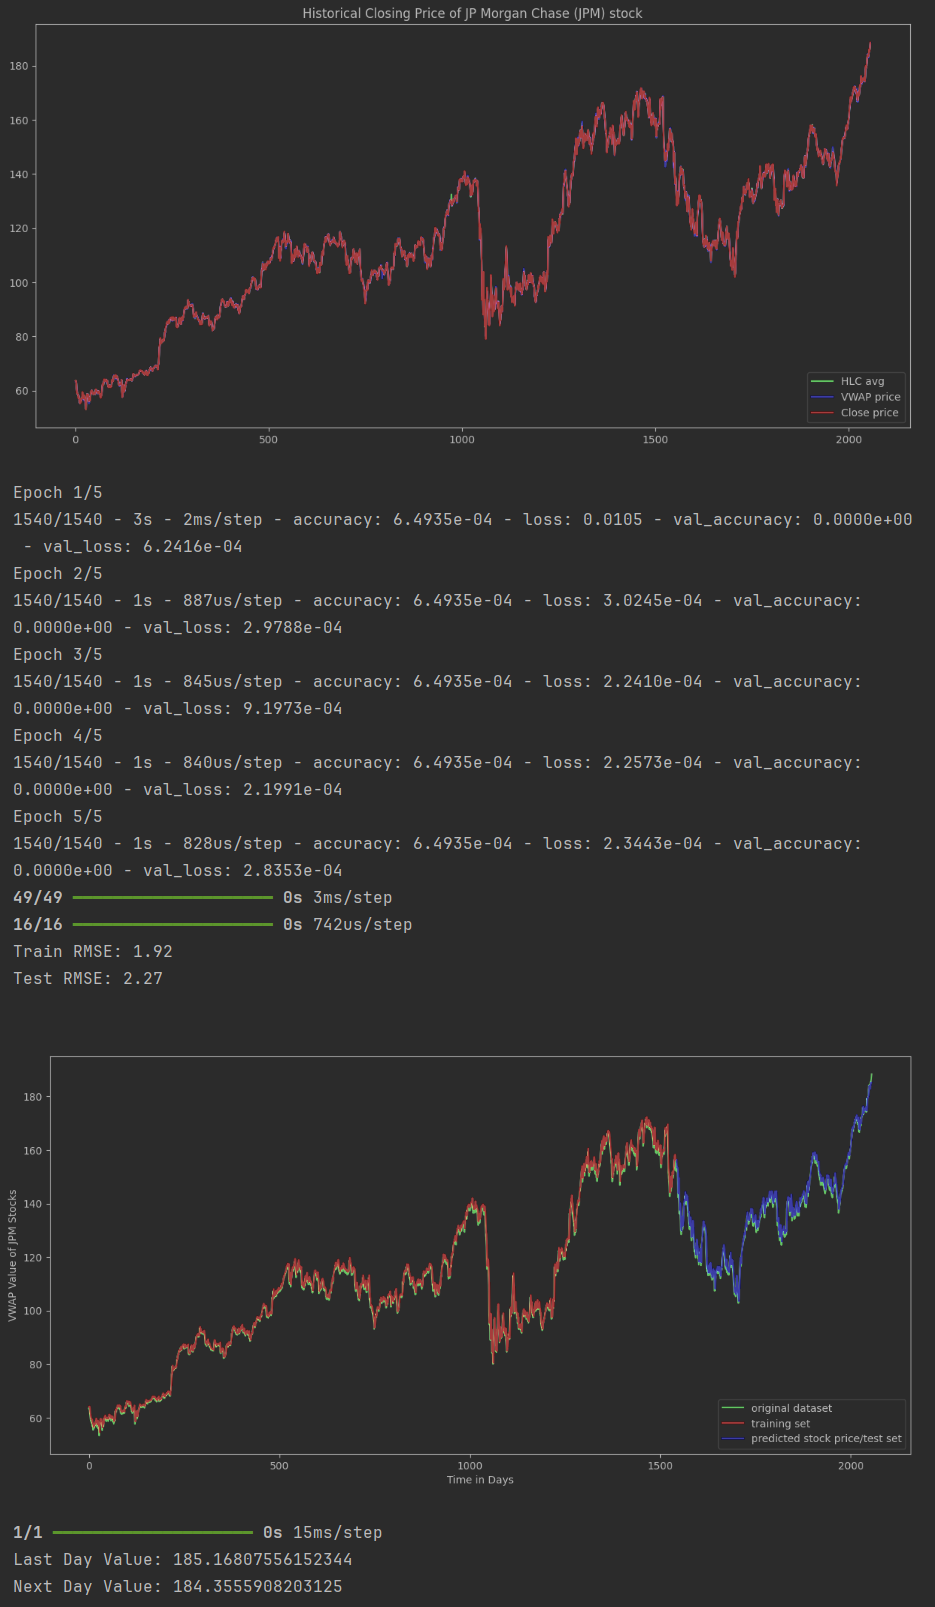 Historical Closing Price of JP Morgan Chase (JPM) stock
180
160
140
120
100
80
60
HLC avg
VWAP price
Close price
0 500 1000 1500 2000
Epoch 1/5
1540/1540 - 3s - 2ms/step - accuracy: 6.4935e-04 - loss: 0.0105 - val_accuracy: 0.0000e+00
- val_loss: 6.2416e-04
Epoch 2/5
1540/1540 - 1s - 887us/step - accuracy: 6.4935e-04 - loss: 3.0245e-04 - val_accuracy:
0.0000e+00 - val_loss: 2.9788e-04
Epoch 3/5
1540/1540 - 1s - 845us/step - accuracy: 6.4935e-04 - loss: 2.2410e-04 - val_accuracy:
0.0000e+00 - val_loss: 9.1973e-04
Epoch 4/5
1540/1540 - 1s - 840us/step - accuracy: 6.4935e-04 - loss: 2.2573e-04 - val_accuracy:
0.0000e+00 - val_loss: 2.1991e-04
Epoch 5/5
1540/1540 - 1s - 828us/step - accuracy: 6.4935e-04 - loss: 2.3443e-04 - val_accuracy:
0.0000e+00 - val_loss: 2.8353e-04
49/49 0s 3ms/step
16/16 0s 742us/step
Train RMSE: 1.92
Test RMSE: 2.27
VWAP Value of JPM Stocks
180
160
140
120
100
80
60
original dataset
training set
predicted stock price/test set
0 500 1000 1500 2000
Time in Days
1/1 0s 15ms/step
Last Day Value: 185.16807556152344
Next Day Value: 184.3555908203125